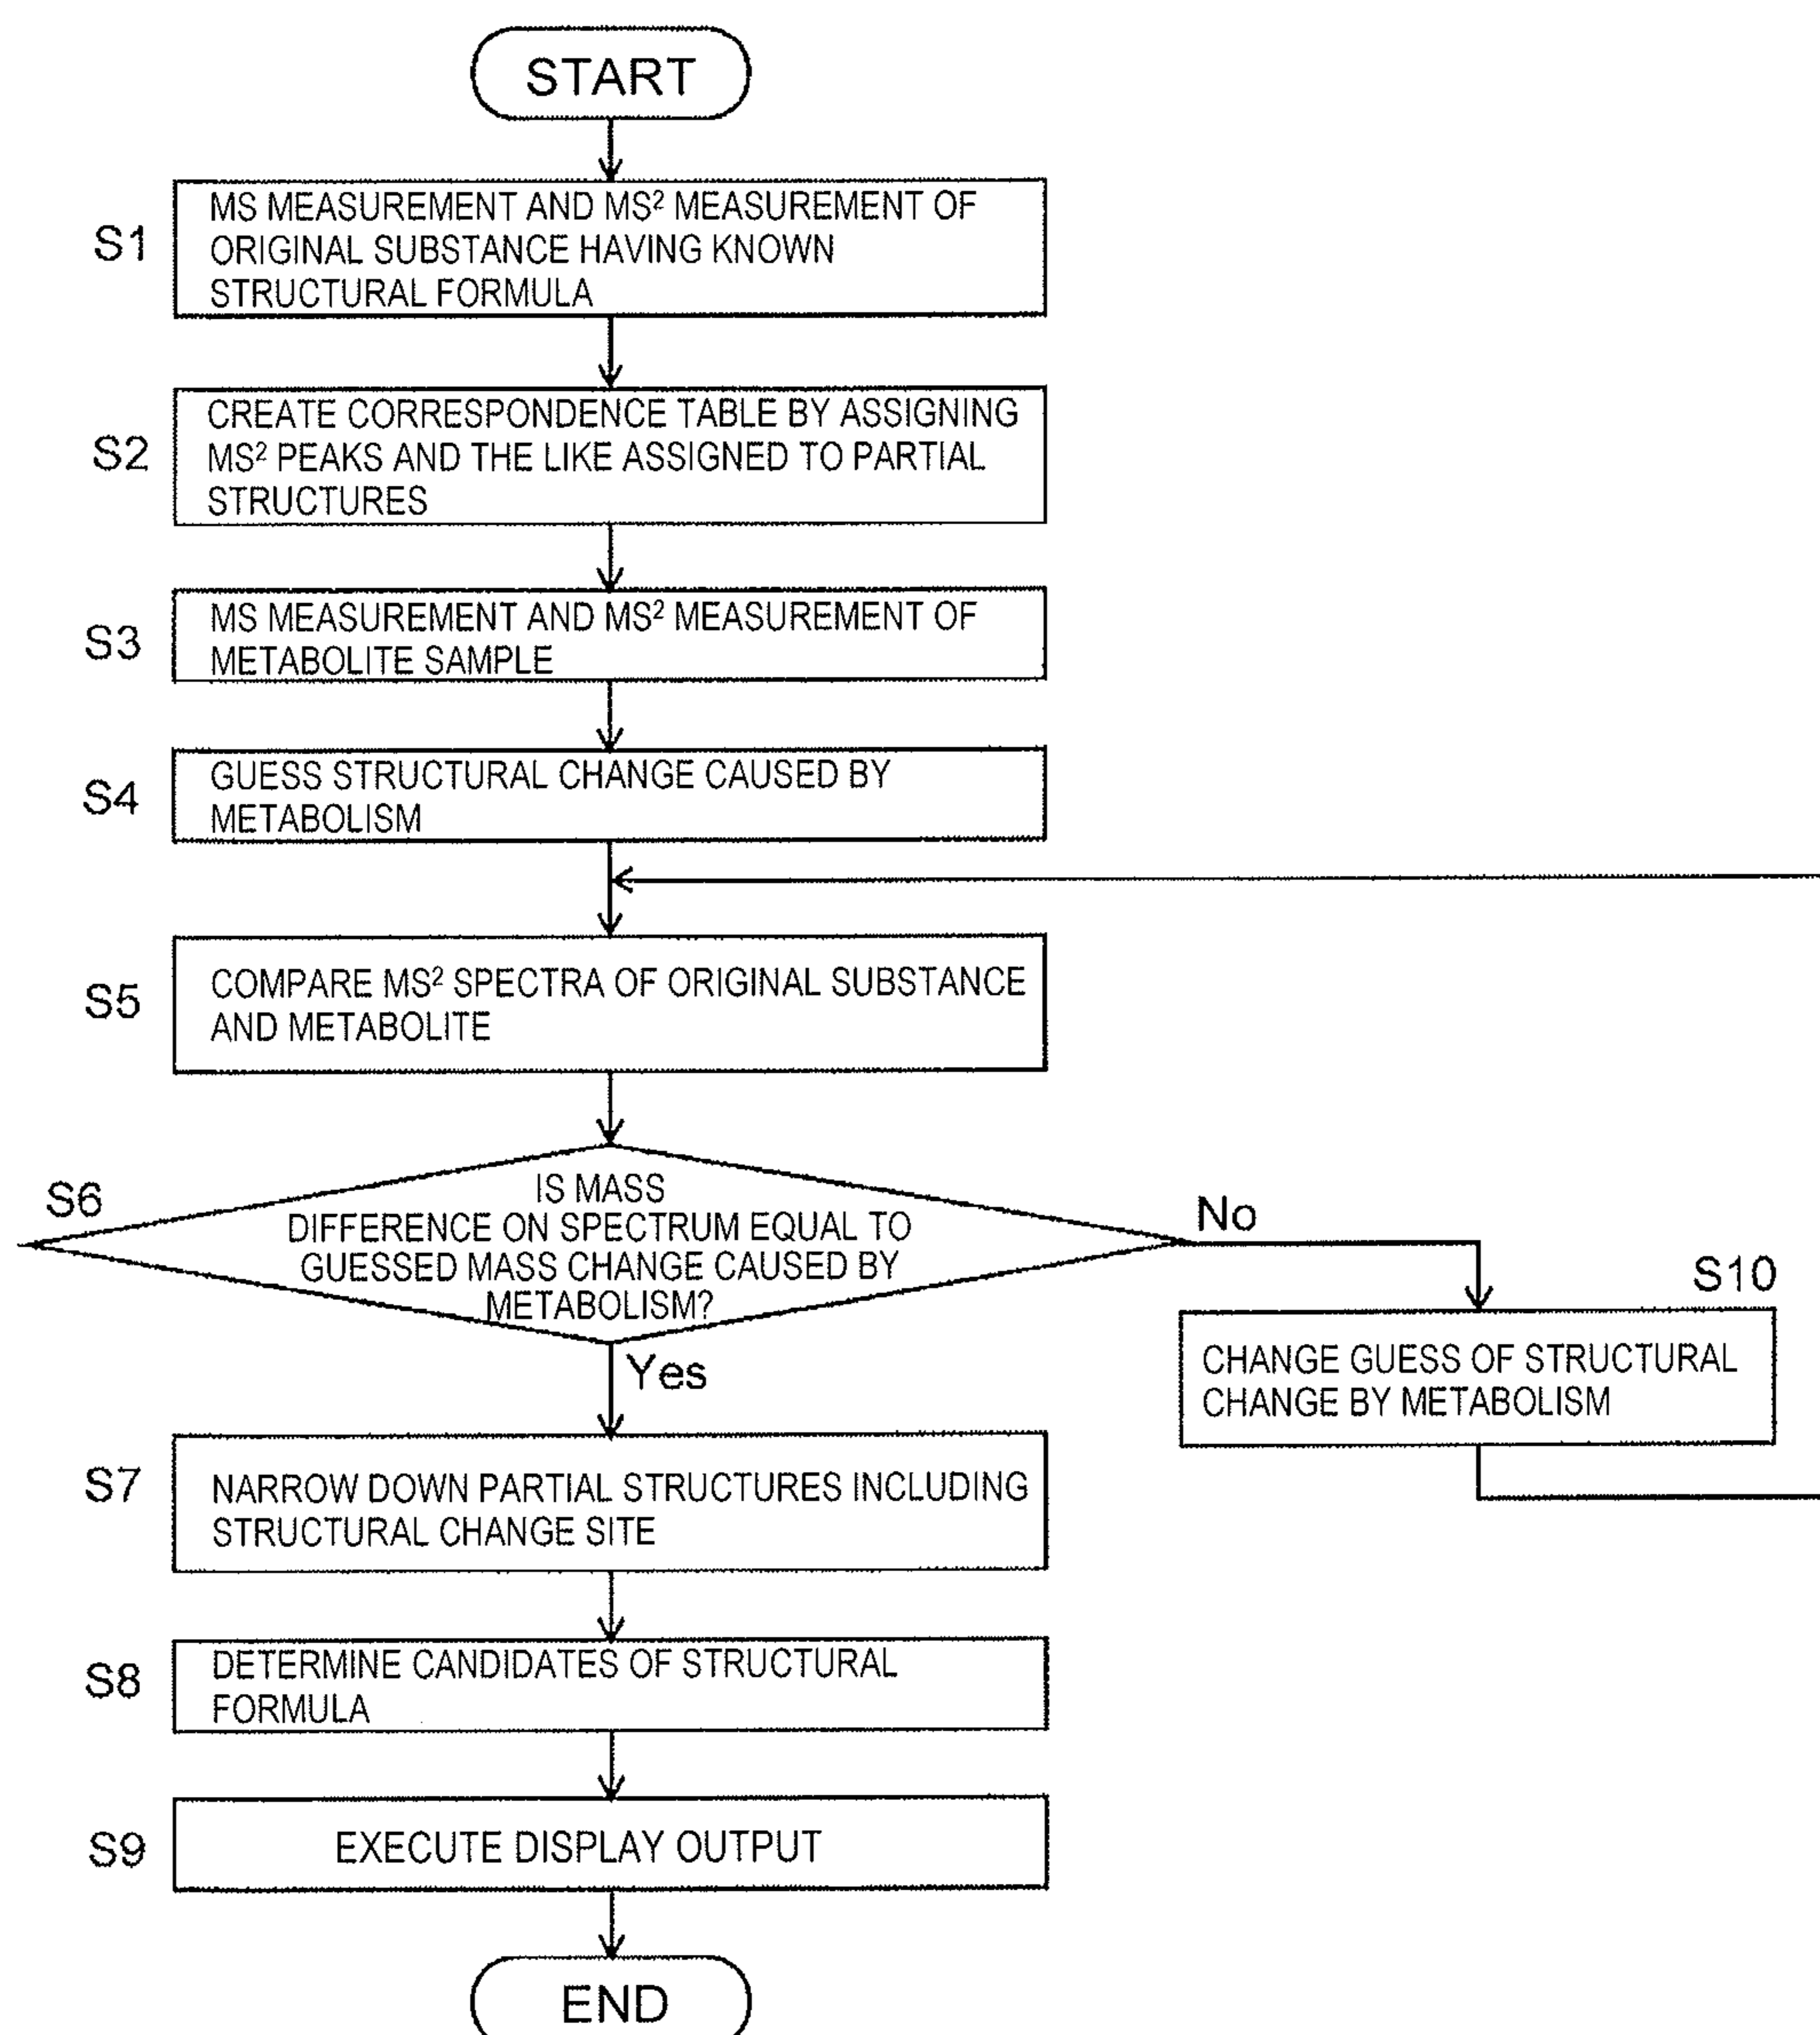 START
S1
MS MEASUREMENT AND MS² MEASUREMENT OF
ORIGINAL SUBSTANCE HAVING KNOWN
STRUCTURAL FORMULA
S2
CREATE CORRESPONDENCE TABLE BY ASSIGNING
MS² PEAKS AND THE LIKE ASSIGNED TO PARTIAL
STRUCTURES
S3
MS MEASUREMENT AND MS² MEASUREMENT OF
METABOLITE SAMPLE
S4
GUESS STRUCTURAL CHANGE CAUSED BY
METABOLISM
S5
COMPARE MS² SPECTRA OF ORIGINAL SUBSTANCE
AND METABOLITE
S6
IS MASS
DIFFERENCE ON SPECTRUM EQUAL TO
GUESSED MASS CHANGE CAUSED BY
METABOLISM?
No
S10
CHANGE GUESS OF STRUCTURAL
CHANGE BY METABOLISM
Yes
S7
NARROW DOWN PARTIAL STRUCTURES INCLUDING
STRUCTURAL CHANGE SITE
S8
DETERMINE CANDIDATES OF STRUCTURAL
FORMULA
S9
EXECUTE DISPLAY OUTPUT
END